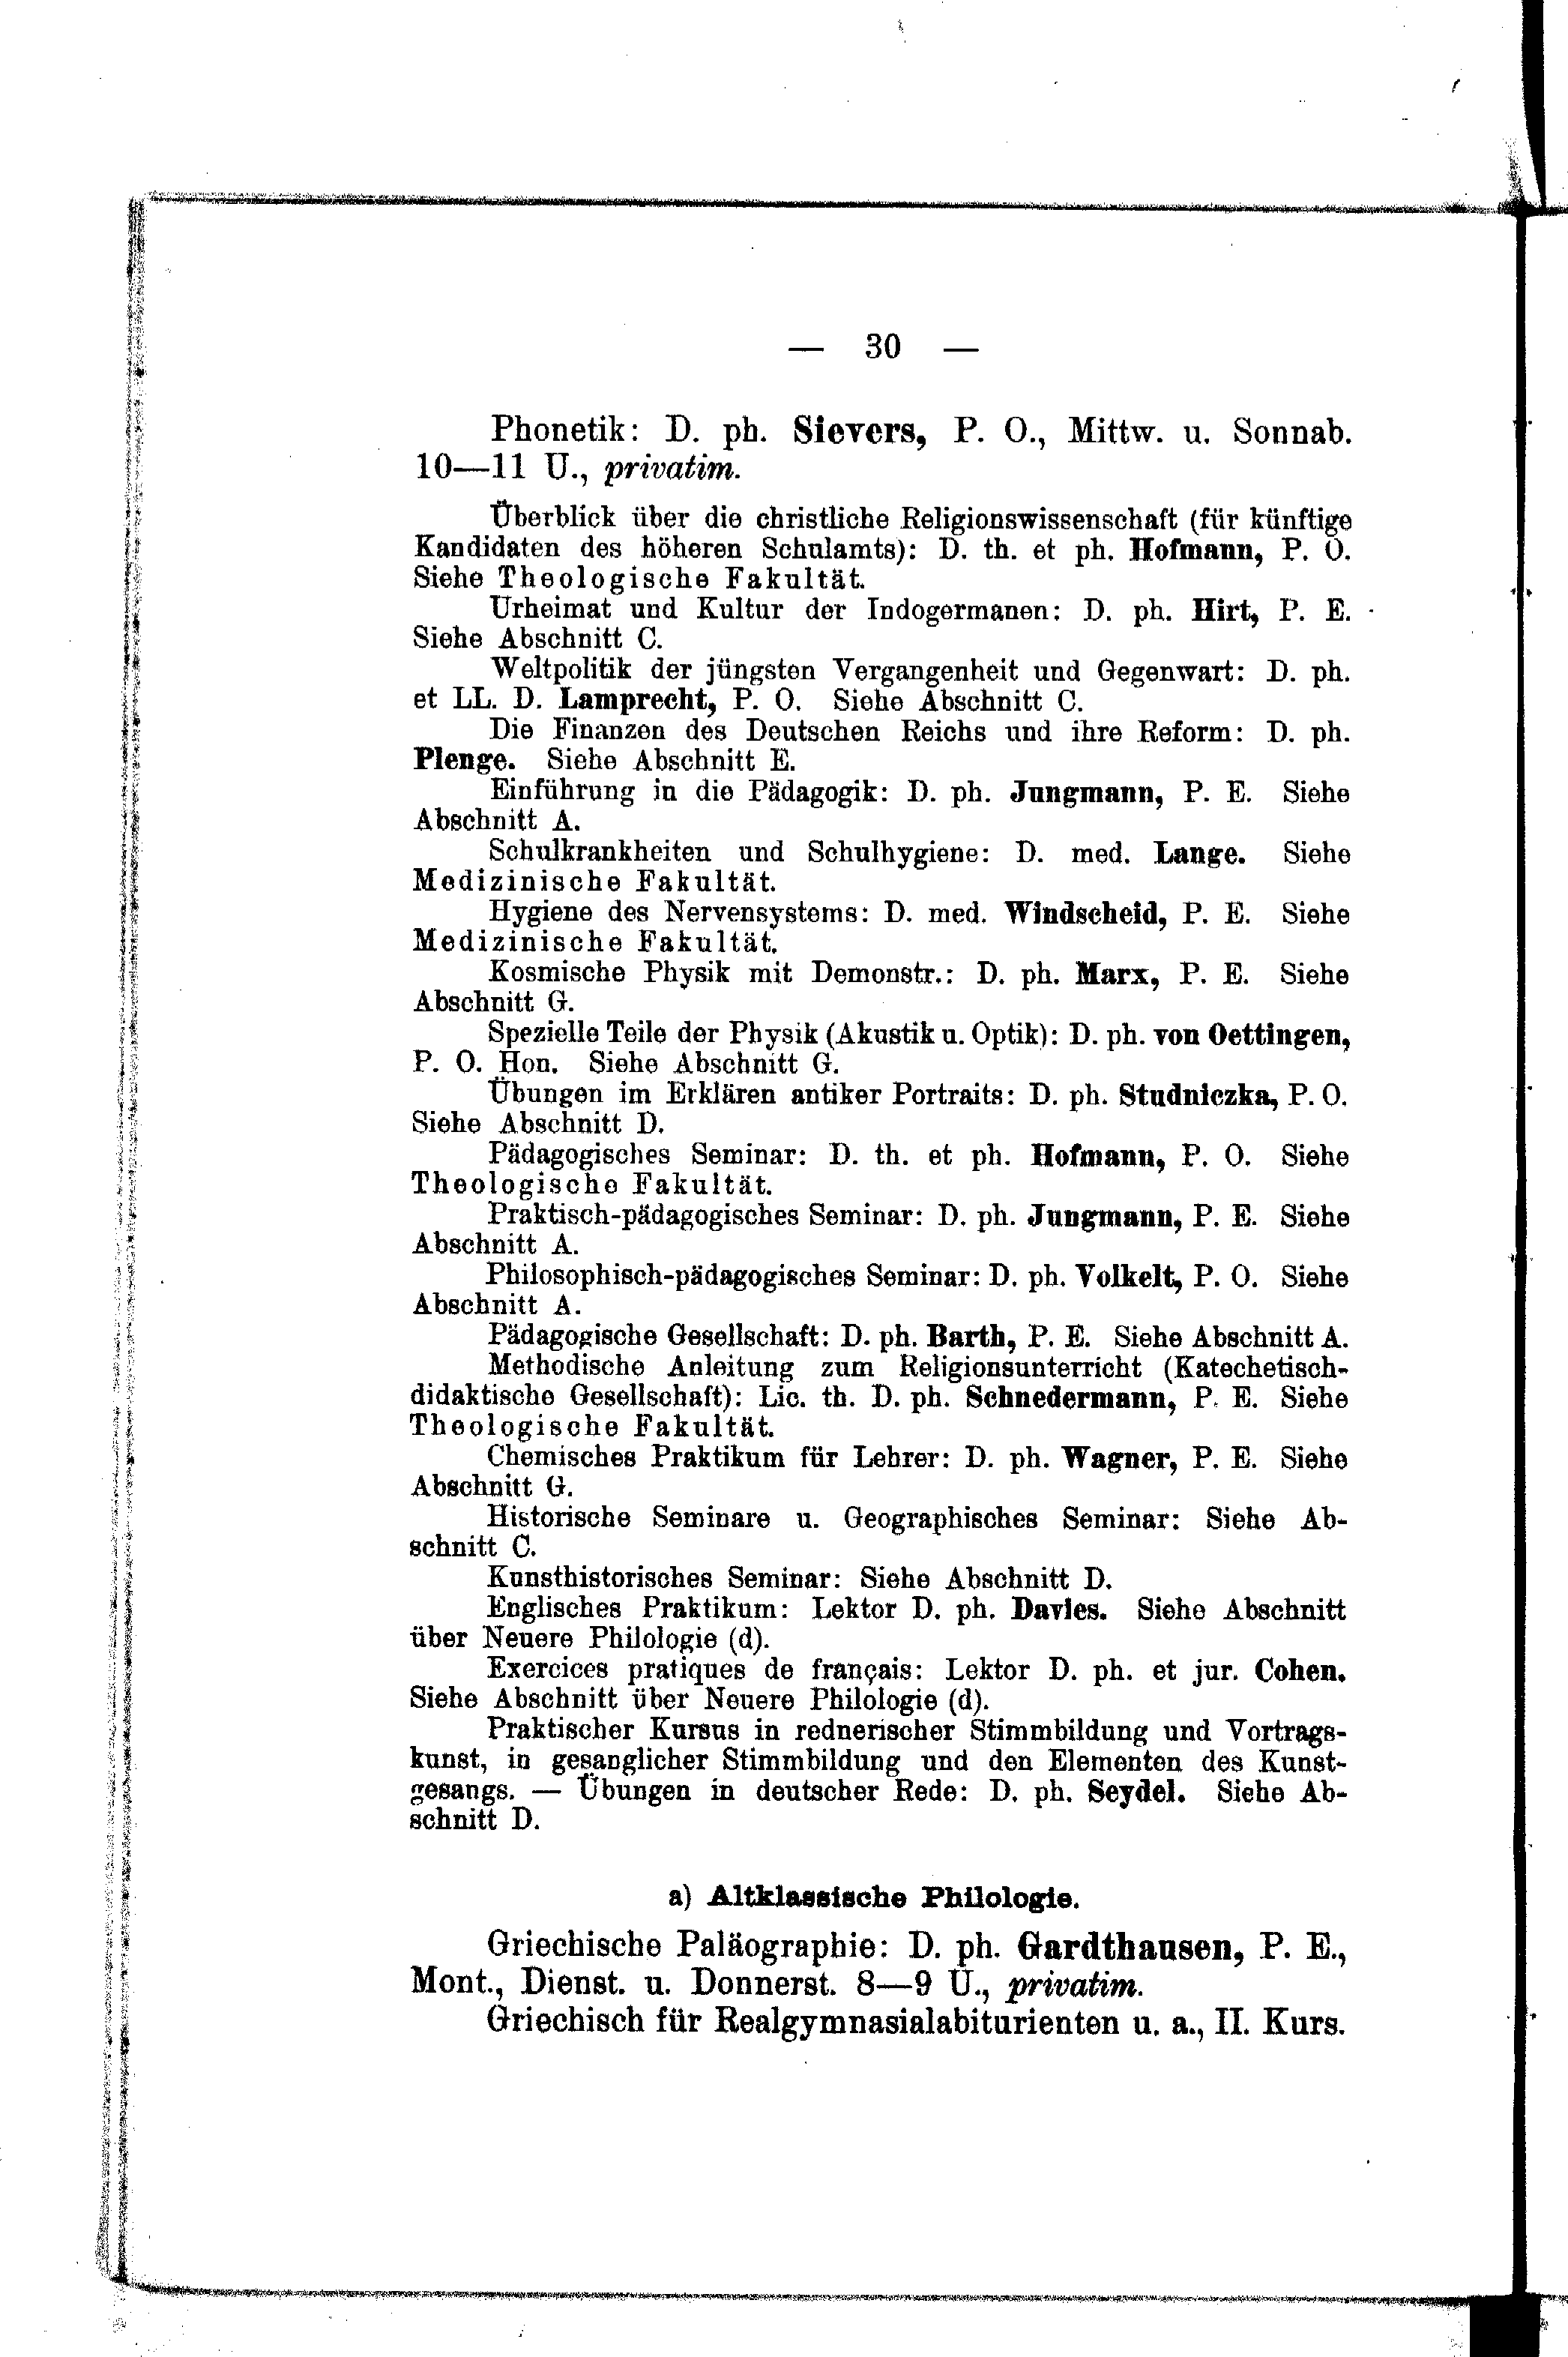 — 30 —
Phonetik: D. ph. Sievers, P. O., Mittw. u. Sonnab.
10—11 U., privatim.
Überblick über die christliche Religionswissenschaft (für künftige
Kandidaten des höheren Schulamts): D. th. et ph. Hofmann, P. O.
Siehe Theologische Fakultät.
Urheimat und Kultur der Indogermanen: D. ph. Hirt, P. E.
Siehe Abschnitt C.
Weltpolitik der jüngsten Vergangenheit und Gegenwart: D. ph.
et LL. D. Lamprecht, P. O. Siehe Abschnitt C.
Die Finanzen des Deutschen Reichs und ihre Reform: D. ph.
Plenge. Siehe Abschnitt E.
Einführung in die Pädagogik: D. ph. Jungmann, P. E. Siehe
Abschnitt A.
Schulkrankheiten und Schulhygiene: D. med. Lange. Siehe
Medizinische Fakultät.
Hygiene des Nervensystems: D. med. Windscheid, P. E. Siehe
Medizinische Fakultät.
Kosmische Physik mit Demonstr.: D. ph. Marx, P. E. Siehe
Abschnitt G.
Spezielle Teile der Physik (Akustik u. Optik): D. ph. von Oettingen,
P. O. Hon. Siehe Abschnitt G.
Übungen im Erklären antiker Portraits: D. ph. Studniczka, P. O.
Siehe Abschnitt D.
Pädagogisches Seminar: D. th. et ph. Hofmann, P. O. Siehe
Theologische Fakultät.
Praktisch-pädagogisches Seminar: D. ph. Jungmann, P. E. Siehe
Abschnitt A.
Philosophisch-pädagogisches Seminar: D. ph. Volkelt, P. O. Siehe
Abschnitt A.
Pädagogische Gesellschaft: D. ph. Barth, P. E. Siehe Abschnitt A.
Methodische Anleitung zum Religionsunterricht (Katechetisch-
didaktische Gesellschaft): Lic. th. D. ph. Schnedermann, P. E. Siehe
Theologische Fakultät.
Chemisches Praktikum für Lehrer: D. ph. Wagner, P. E. Siehe
Abschnitt G.
Historische Seminare u. Geographisches Seminar: Siehe Ab-
schnitt C.
Kunsthistorisches Seminar: Siehe Abschnitt D.
Englisches Praktikum: Lektor D. ph. Davies. Siehe Abschnitt
über Neuere Philologie (d).
Exercices pratiques de français: Lektor D. ph. et jur. Cohen.
Siehe Abschnitt über Neuere Philologie (d).
Praktischer Kursus in rednerischer Stimmbildung und Vortrags-
kunst, in gesanglicher Stimmbildung und den Elementen des Kunst-
gesangs. — Übungen in deutscher Rede: D. ph. Seydel. Siehe Ab-
schnitt D.
a) Altklassische Philologie.
Griechische Paläographie: D. ph. Gardthausen, P. E.,
Mont., Dienst. u. Donnerst. 8—9 U., privatim.
Griechisch für Realgymnasialabiturienten u. a., II. Kurs.